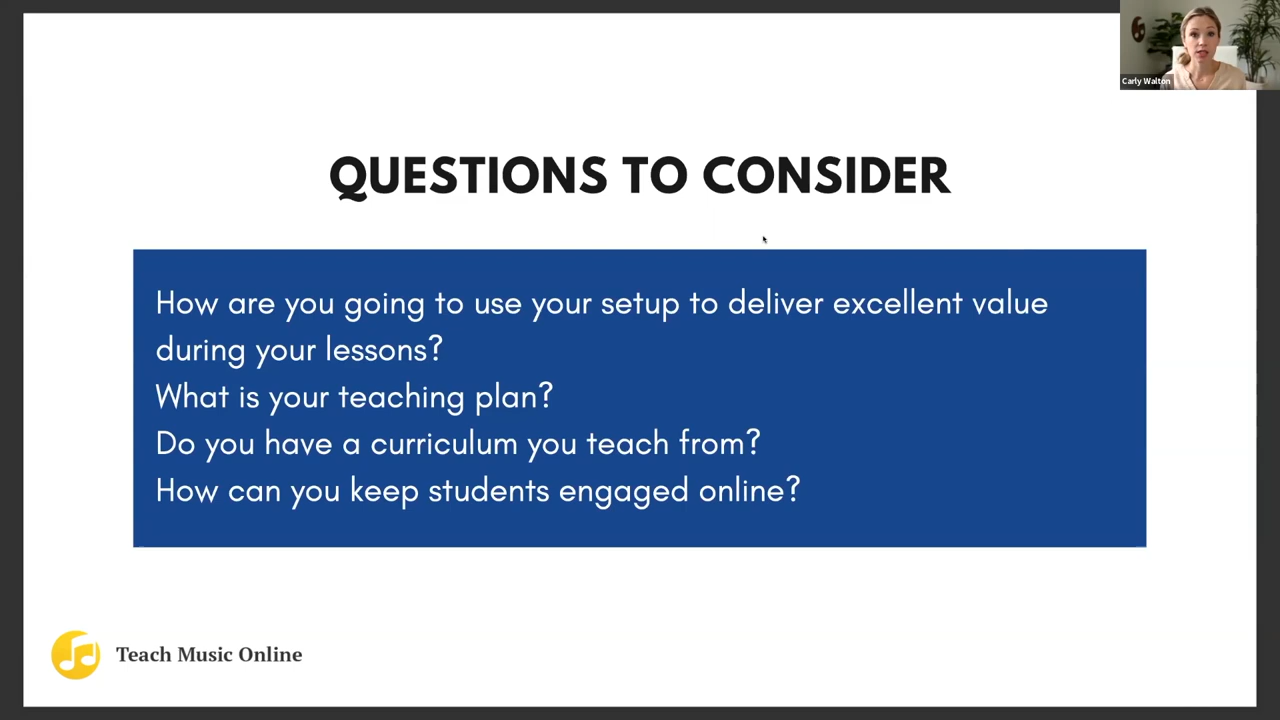 Carly Walton
QUESTIONS TO CONSIDER
How are you going to use your setup to deliver excellent value
during your lessons?
What is your teaching plan?
Do you have a curriculum you teach from?
How can you keep students engaged online?
Teach Music Online